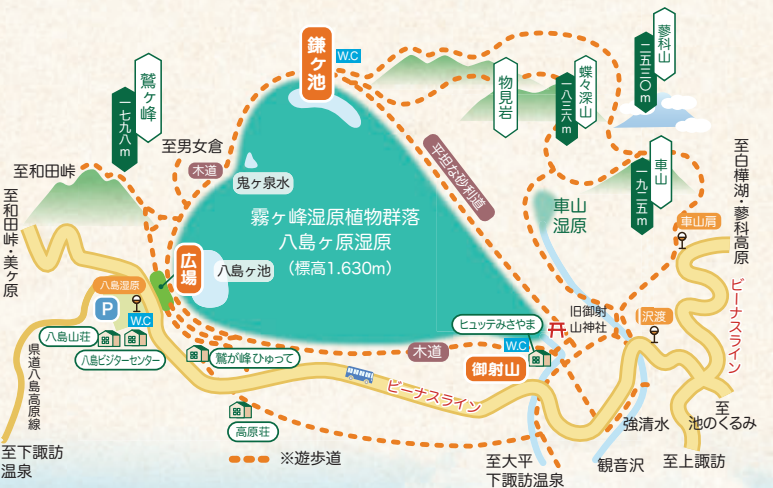 鎌ヶ池
W.C
鷲ヶ峰
一七九八m
物見岩
蝶々深山
一八三六m
蓼科山
二五三〇m
車山
一九二五m
至白樺湖・蓼科高原
至男女倉
木道
至和田峠
至和田峠・美ヶ原
鬼ヶ泉水
平坦な砂利道
霧ヶ峰湿原植物群落
八島ヶ原湿原
(標高1.630m)
車山
湿原
車山肩
広場
八島ヶ池
八島湿原
P
W.C
八島山荘
八島ビジターセンター
県道八島高原線
鷲が峰ひゅって
木道
ヒュッテみさやま
W.C
御射山
旧御射
山神社
沢渡
ビーナスライン
ビーナスライン
高原荘
※遊歩道
至下諏訪
温泉
至大平
下諏訪温泉
観音沢
強清水
至上諏訪
至
池のくるみ